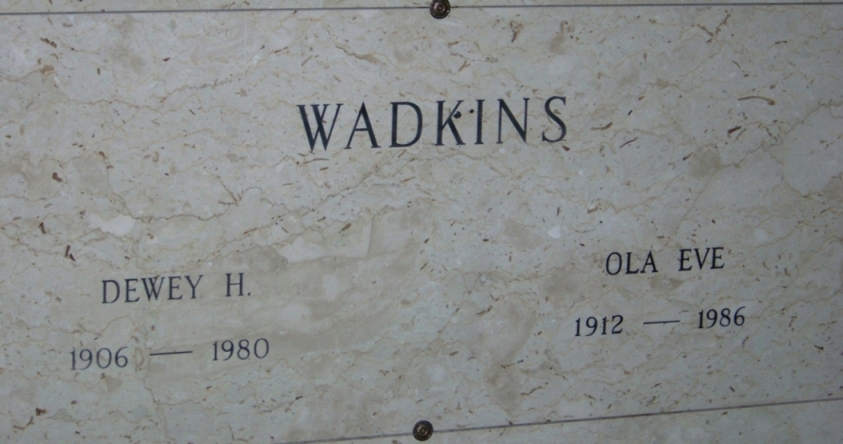 WADKINS
DEWEY H.
1906 — 1980
OLA EVE
1912 — 1986